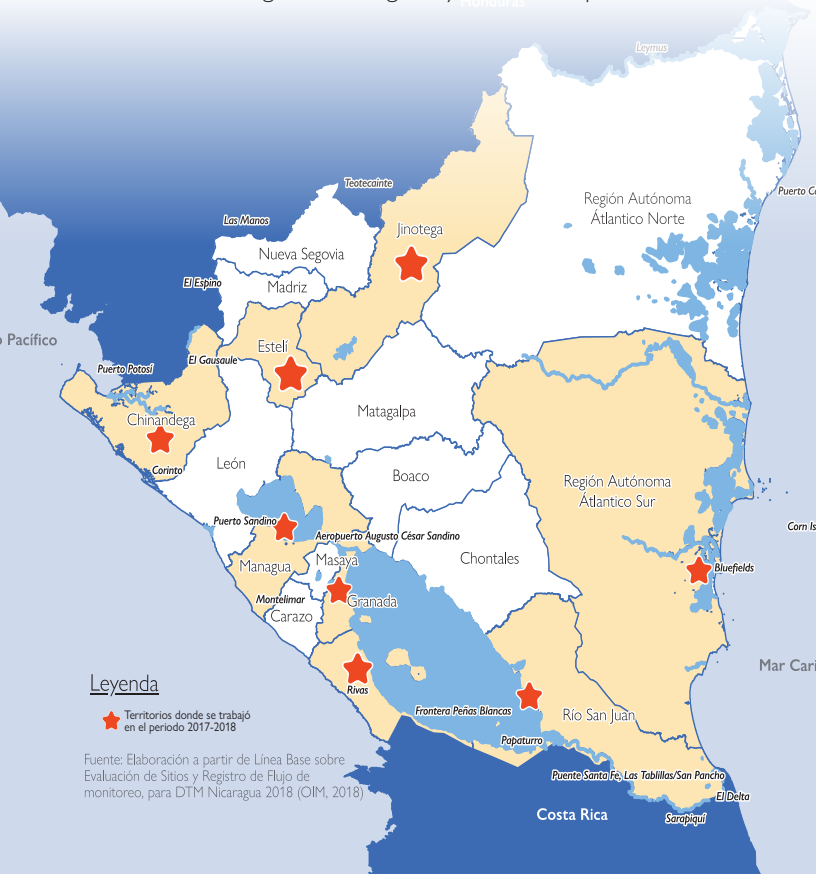 Honduras
Leymus
Teotecainte
Puerto
Las Manos
Región Autónoma
Átlantico Norte
Jinotega
Nueva Segovia
El Espino
Madriz
Pacífico
Estelí
El Gausaule
Puerto Potosí
Chinandega
Matagalpa
León
Corinto
Boaco
Región Autónoma
Átlantico Sur
Puerto Sandino
Corn
Aeropuerto Augusto César Sandino
Masaya
Chontales
Managua
Bluefields
Montelimar
Granada
Carazo
Mar
Leyenda
Rivas
Frontera Peñas Blancas
Río San Juan
Territorios donde se trabajó
en el periodo 2017-2018
Papaturro
Fuente: Elaboración a partir de Línea Base sobre
Evaluación de Sitios y Registro de Flujo de
monitoreo, para DTM Nicaragua 2018 (OIM, 2018)
Puente Santa Fe, Las Tablillas/San Pancho
El Delta
Costa Rica
Sarapiquí